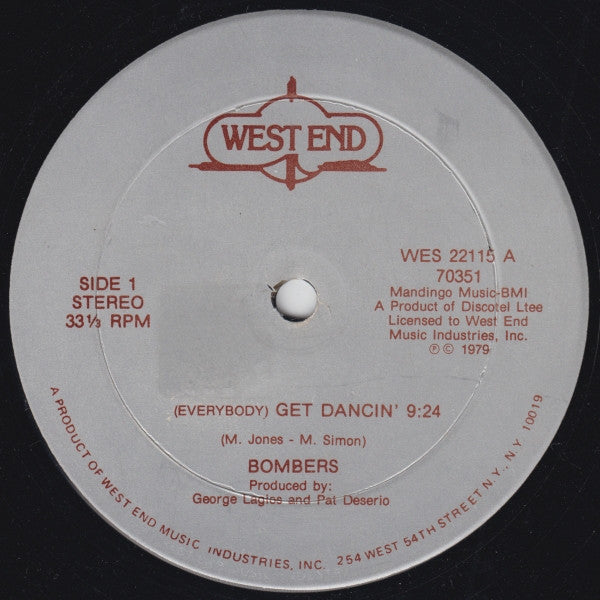 WEST END
SIDE 1
STEREO
33⅓ RPM
WES 22115 A
70351
Mandingo Music-BMI
A Product of Discotel Ltee
Licensed to West End
Music Industries, Inc.
℗ © 1979
(EVERYBODY) GET DANCIN' 9:24
(M. Jones - M. Simon)
BOMBERS
Produced by:
George Lagios and Pat Deserio
A PRODUCT OF WEST END MUSIC INDUSTRIES, INC. 254 WEST 54TH STREET N.Y., N.Y. 10019